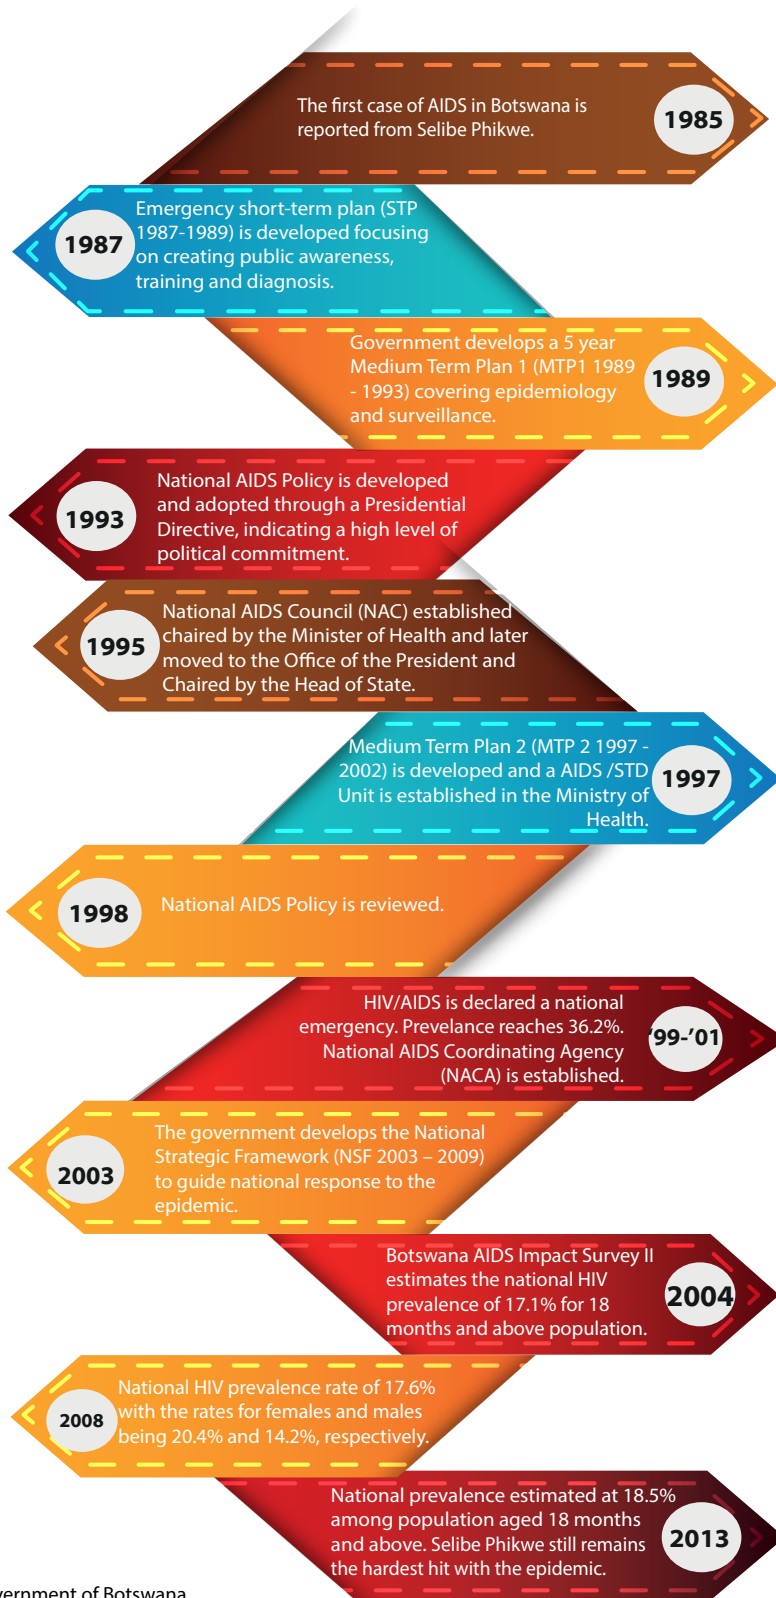 The first case of AIDS in Botswana is
reported from Selibe Phikwe.
1985
1987
Emergency short-term plan (STP
1987-1989) is developed focusing
on creating public awareness,
training and diagnosis.
Government develops a 5 year
Medium Term Plan 1 (MTP1 1989
- 1993) covering epidemiology
and surveillance.
1989
1993
National AIDS Policy is developed
and adopted through a Presidential
Directive, indicating a high level of
political commitment.
1995
National AIDS Council (NAC) established
chaired by the Minister of Health and later
moved to the Office of the President and
Chaired by the Head of State.
Medium Term Plan 2 (MTP 2 1997 -
2002) is developed and a AIDS /STD
Unit is established in the Ministry of
Health.
1997
1998
National AIDS Policy is reviewed.
HIV/AIDS is declared a national
emergency. Prevelance reaches 36.2%.
National AIDS Coordinating Agency
(NACA) is established.
’99-’01
2003
The government develops the National
Strategic Framework (NSF 2003 – 2009)
to guide national response to the
epidemic.
Botswana AIDS Impact Survey II
estimates the national HIV
prevalence of 17.1% for 18
months and above population.
2004
2008
National HIV prevalence rate of 17.6%
with the rates for females and males
being 20.4% and 14.2%, respectively.
National prevalence estimated at 18.5%
among population aged 18 months
and above. Selibe Phikwe still remains
the hardest hit with the epidemic.
2013
vernment of Botswana